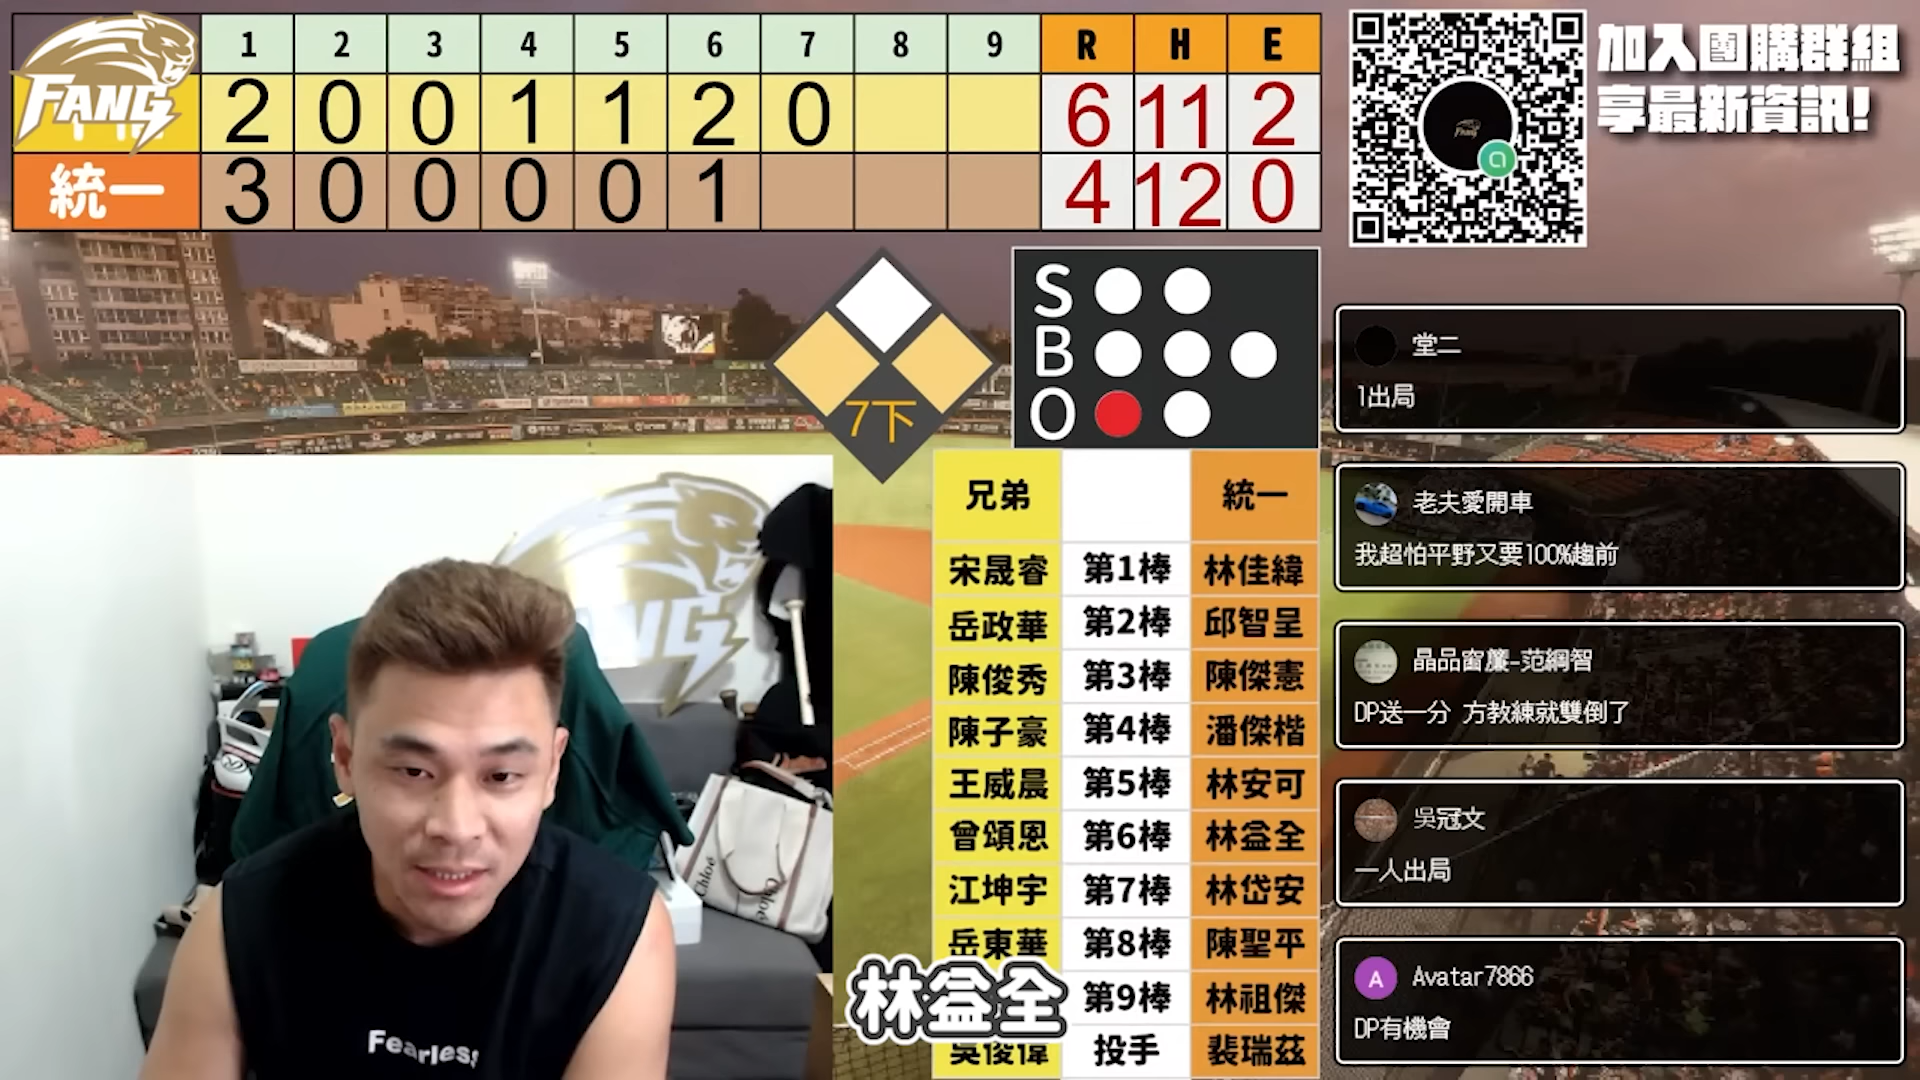 FANG
1 2 3 4 5 6 7 8 9 R H E
2 0 0 1 1 2 0 6 11 2
統一 3 0 0 0 0 1 4 12 0
加入團購群組
享最新資訊!
S
B
O
7下
兄弟 統一
宋晟睿 第1棒 林佳緯
岳政華 第2棒 邱智呈
陳俊秀 第3棒 陳傑憲
陳子豪 第4棒 潘傑楷
王威晨 第5棒 林安可
曾頌恩 第6棒 林益全
江坤宇 第7棒 林岱安
岳東華 第8棒 陳聖平
第9棒 林祖傑
吳俊偉 投手 裴瑞茲
林益全
堂二
1出局
老夫愛開車
我超怕平野又要100%趨前
晶品窗簾-范綱智
DP送一分 方教練就雙倒了
吳冠文
一人出局
A
Avatar7866
DP有機會
Fearless
Chloé
Chloé